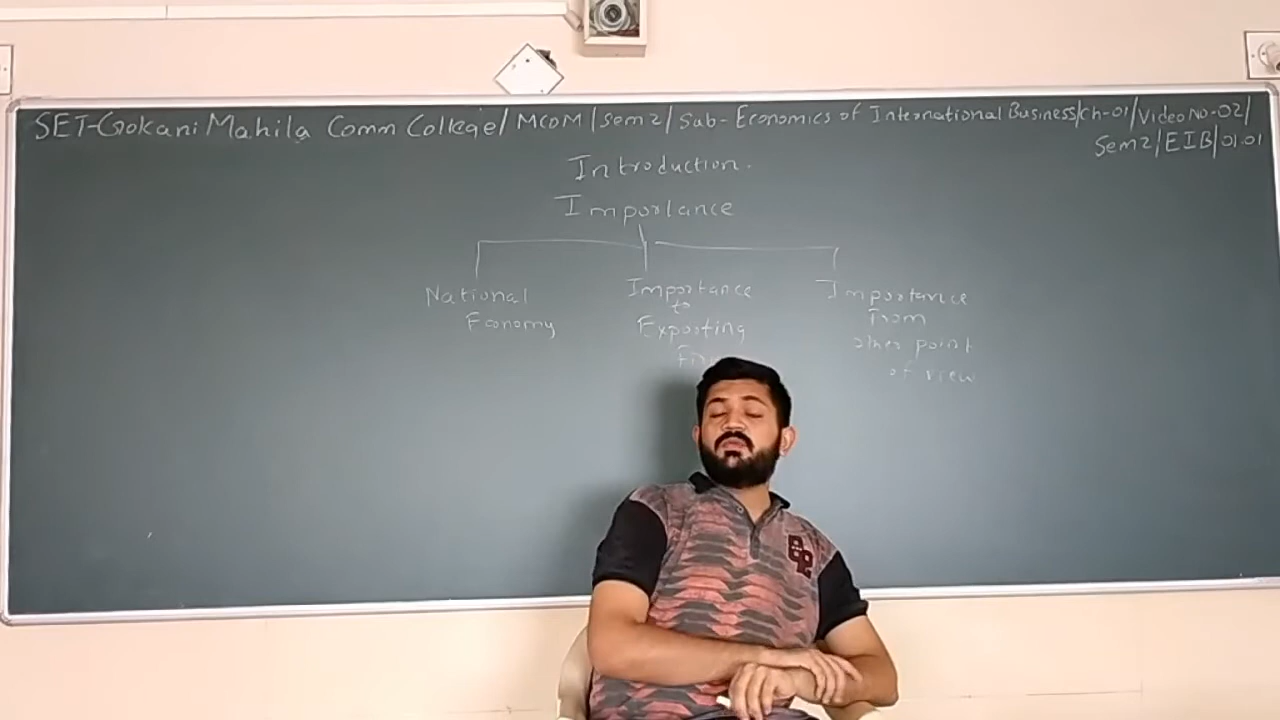 SET-Gokani Mahila Comm College/MCOM/Sem2/Sub-Economics of International Business/Ch-01/Video No-02/
Sem2/EIB/01.01
Introduction.
Importance
National
Economy
Importance
to
Exporting
Importance
from
other point
of view